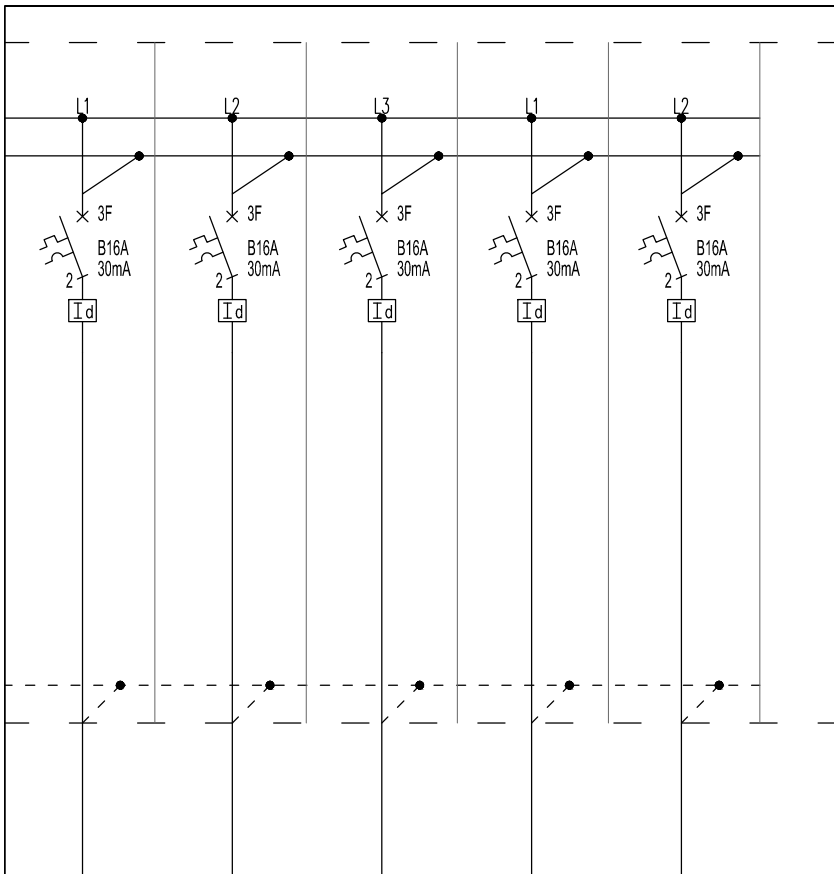 L1 L2 L3 L1 L2
3F 3F 3F 3F 3F
B16A B16A B16A B16A B16A
30mA 30mA 30mA 30mA 30mA
2 2 2 2 2
Id Id Id Id Id